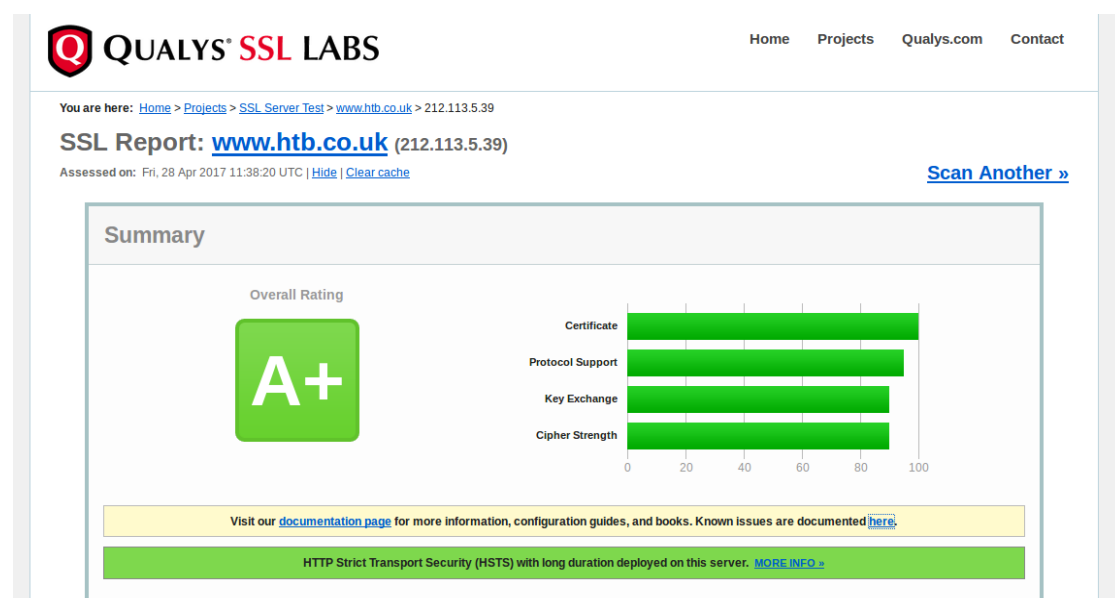 QUALYS® SSL LABS
Home Projects Qualys.com Contact
You are here: Home > Projects > SSL Server Test > www.htb.co.uk > 212.113.5.39
SSL Report: www.htb.co.uk (212.113.5.39)
Assessed on: Fri, 28 Apr 2017 11:38:20 UTC | Hide | Clear cache
Scan Another »
Summary
Overall Rating
A+
Certificate
Protocol Support
Key Exchange
Cipher Strength
0 20 40 60 80 100
Visit our documentation page for more information, configuration guides, and books. Known issues are documented here.
HTTP Strict Transport Security (HSTS) with long duration deployed on this server. MORE INFO »